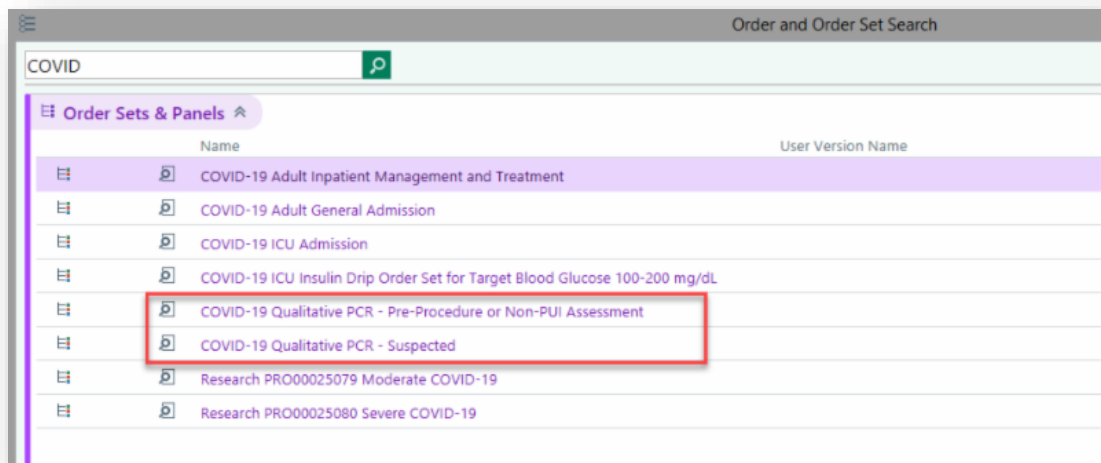 Order and Order Set Search
COVID
Order Sets & Panels
Name User Version Name
COVID-19 Adult Inpatient Management and Treatment
COVID-19 Adult General Admission
COVID-19 ICU Admission
COVID-19 ICU Insulin Drip Order Set for Target Blood Glucose 100-200 mg/dL
COVID-19 Qualitative PCR - Pre-Procedure or Non-PUI Assessment
COVID-19 Qualitative PCR - Suspected
Research PRO00025079 Moderate COVID-19
Research PRO00025080 Severe COVID-19